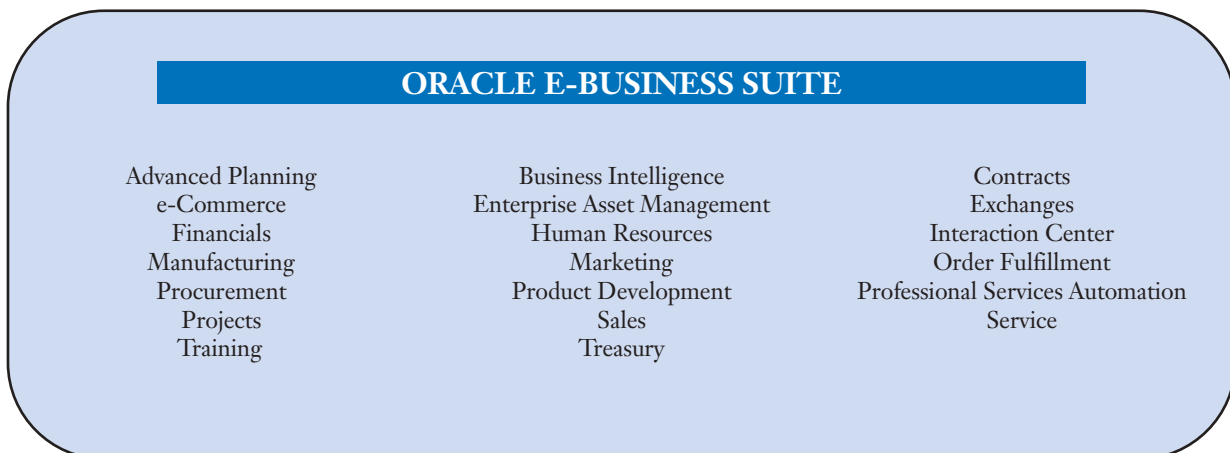 ORACLE E-BUSINESS SUITE
Advanced Planning
e-Commerce
Financials
Manufacturing
Procurement
Projects
Training
Business Intelligence
Enterprise Asset Management
Human Resources
Marketing
Product Development
Sales
Treasury
Contracts
Exchanges
Interaction Center
Order Fulfillment
Professional Services Automation
Service